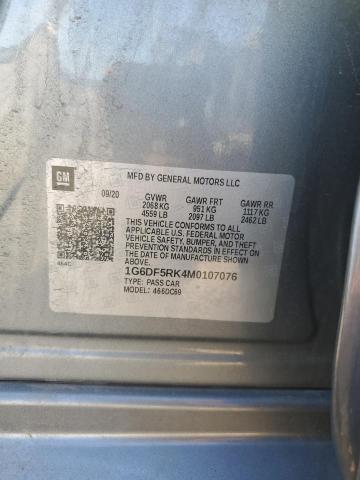 GM
MFD BY GENERAL MOTORS LLC
09/20
GVWR GAWR FRT GAWR RR
2068 KG 951 KG 1117 KG
4559 LB 2097 LB 2462 LB
THIS VEHICLE CONFORMS TO ALL
APPLICABLE U.S. FEDERAL MOTOR
VEHICLE SAFETY, BUMPER, AND THEFT
PREVENTION STANDARDS IN EFFECT ON
THE DATE OF MANUFACTURE SHOWN
ABOVE.
464C
1G6DF5RK4M0107076
TYPE: PASS CAR
MODEL: 466DC69